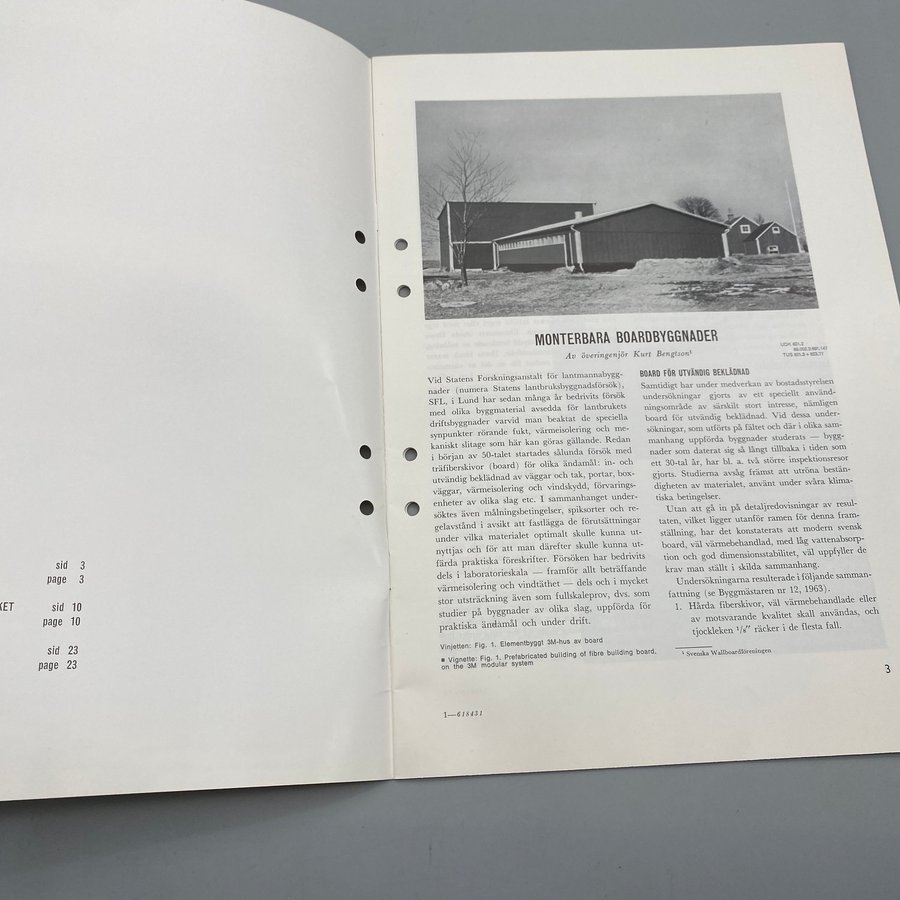 sid 3
page 3
KET sid 10
page 10
sid 23
page 23
MONTERBARA BOARDBYGGNADER
Av överingenjör Kurt Bengtson¹
Vid Statens Forskningsanstalt för lantmannabygg-
nader (numera Statens lantbruksbyggnadsförsök),
SFL, i Lund har sedan många år bedrivits försök
med olika byggmaterial avsedda för lantbrukets
driftsbyggnader varvid man beaktat de speciella
synpunkter rörande fukt, värmeisolering och me-
kaniskt slitage som här kan göras gällande. Redan
i början av 50-talet startades sålunda försök med
träfiberskivor (board) för olika ändamål: in- och
utvändig beklädnad av väggar och tak, portar, box-
väggar, värmeisolering och vindskydd, förvarings-
enheter av olika slag etc. I sammanhanget under-
söktes även målningsbetingelser, spiksorter och re-
gelavstånd i avsikt att fastlägga de förutsättningar
under vilka materialet optimalt skulle kunna ut-
nyttjas och för att man därefter skulle kunna ut-
färda praktiska föreskrifter. Försöken har bedrivits
dels i laboratorieskala — framför allt beträffande
värmeisolering och vindtäthet — dels och i mycket
stor utsträckning även som fullskaleprov, dvs. som
studier på byggnader av olika slag, uppförda för
praktiska ändamål och under drift.
Vinjetten: Fig. 1. Elementbyggt 3M-hus av board
■ Vignette: Fig. 1. Prefabricated building of fibre building board,
on the 3M modular system
1—618431
UDK 631.2
TUS 631.2 + 623.77
BOARD FÖR UTVÄNDIG BEKLÄDNAD
Samtidigt har under medverkan av bostadsstyrelsen
undersökningar gjorts av ett speciellt använd-
ningsområde av särskilt stort intresse, nämligen
board för utvändig beklädnad. Vid dessa under-
sökningar, som utförts på fältet och där i olika sam-
manhang uppförda byggnader studerats — bygg-
nader som daterat sig så långt tillbaka i tiden som
ett 30-tal år, har bl. a. två större inspektionsresor
gjorts. Studierna avsåg främst att utröna bestän-
digheten av materialet, använt under svåra klima-
tiska betingelser.
Utan att gå in på detaljredovisningar av resul-
taten, vilket ligger utanför ramen för denna fram-
ställning, har det konstaterats att modern svensk
board, väl värmebehandlad, med låg vattenabsorp-
tion och god dimensionsstabilitet, väl uppfyller de
krav man ställt i skilda sammanhang.
Undersökningarna resulterade i följande samman-
fattning (se Byggmästaren nr 12, 1963).
1. Hårda fiberskivor, väl värmebehandlade eller
av motsvarande kvalitet skall användas, och
tjockleken ¹/₈″ räcker i de flesta fall.
¹ Svenska Wallboardföreningen
3